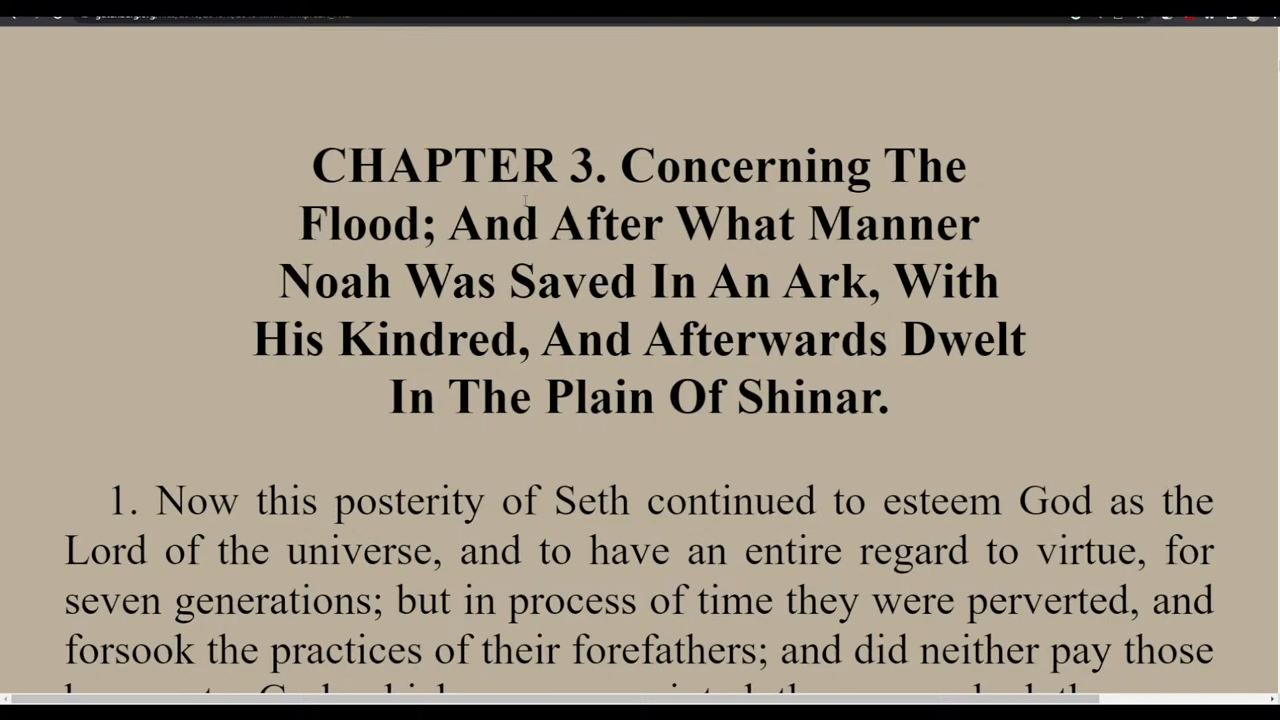 CHAPTER 3. Concerning The
Flood; And After What Manner
Noah Was Saved In An Ark, With
His Kindred, And Afterwards Dwelt
In The Plain Of Shinar.
1. Now this posterity of Seth continued to esteem God as the
Lord of the universe, and to have an entire regard to virtue, for
seven generations; but in process of time they were perverted, and
forsook the practices of their forefathers; and did neither pay those